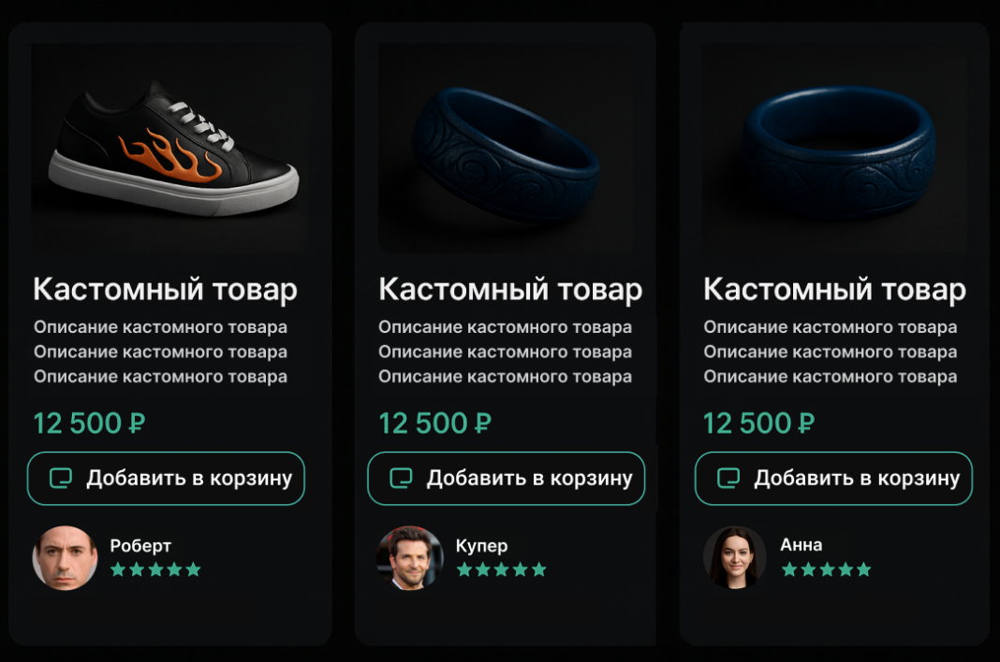 Кастомный товар
Описание кастомного товара
Описание кастомного товара
Описание кастомного товара
12 500 ₽
Добавить в корзину
Роберт
Кастомный товар
Описание кастомного товара
Описание кастомного товара
Описание кастомного товара
12 500 ₽
Добавить в корзину
Купер
Кастомный товар
Описание кастомного товара
Описание кастомного товара
Описание кастомного товара
12 500 ₽
Добавить в корзину
Анна